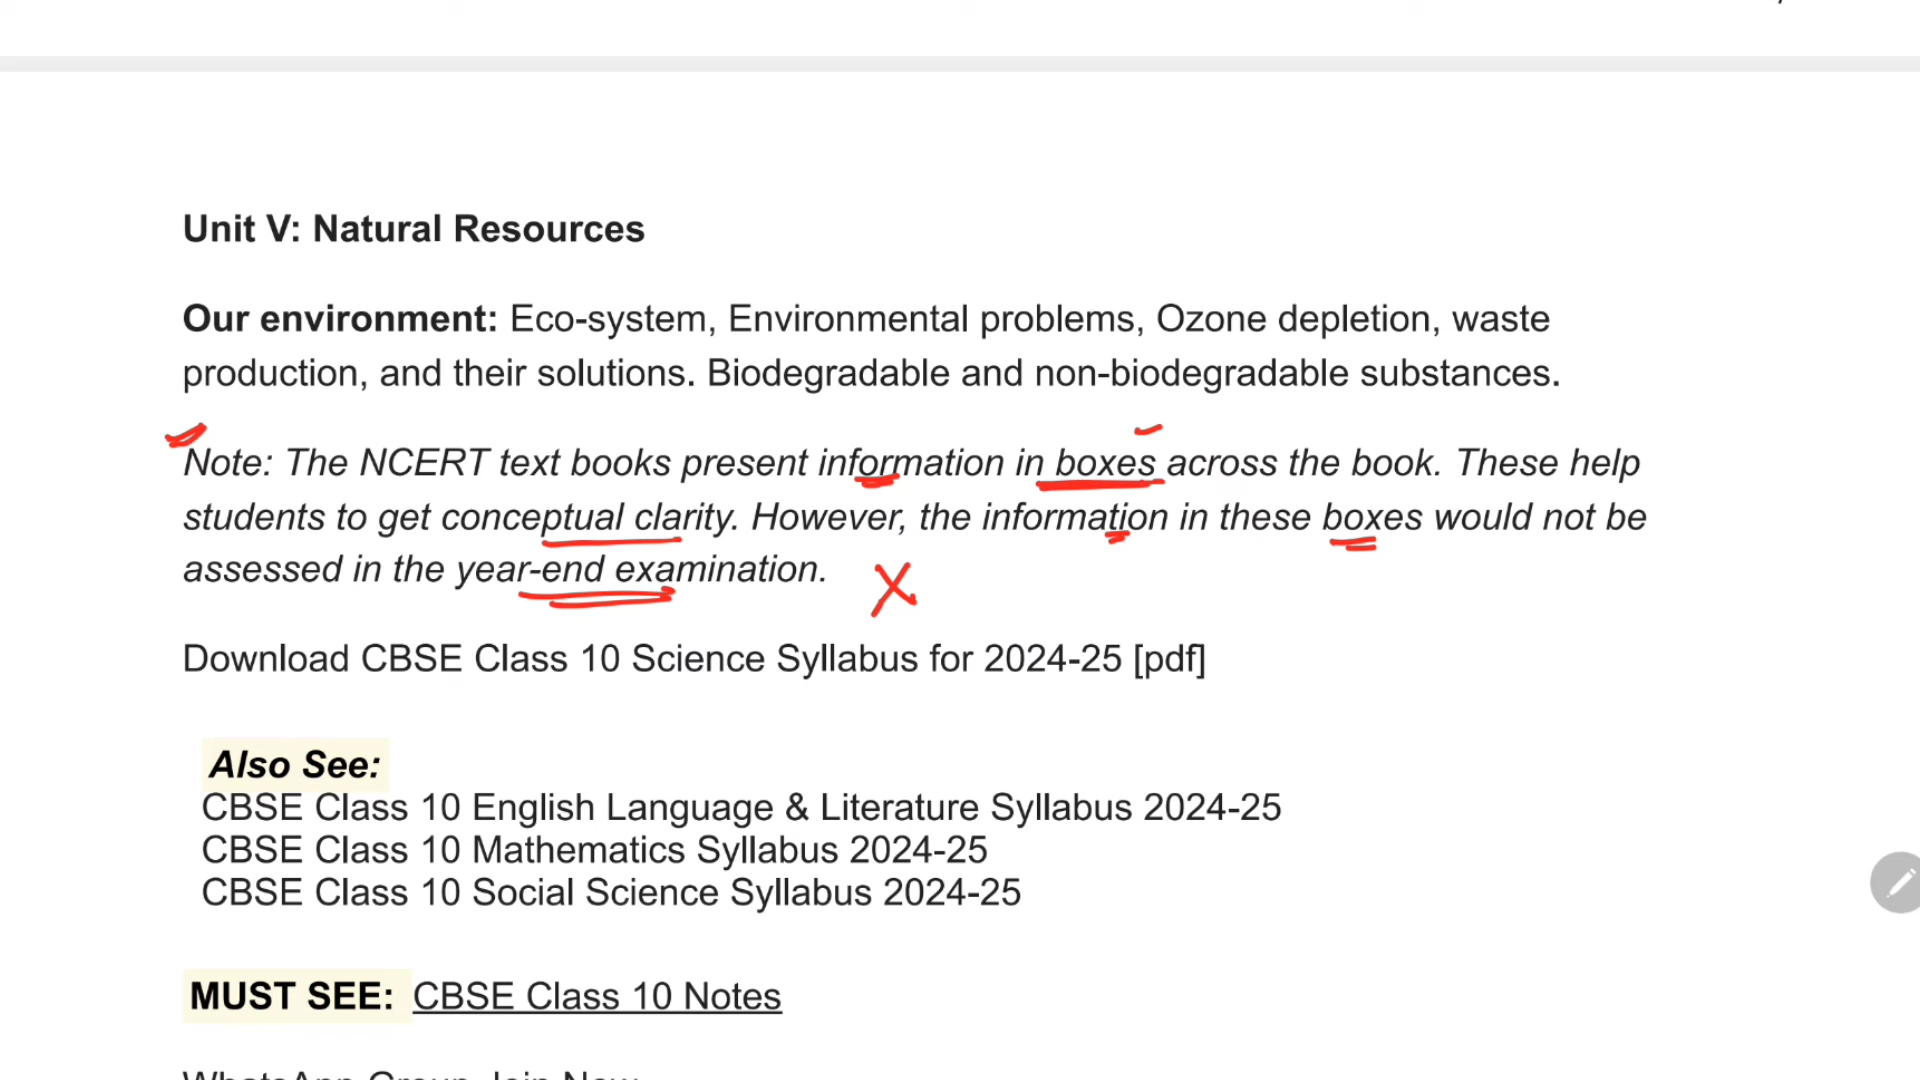 Unit V: Natural Resources
Our environment: Eco-system, Environmental problems, Ozone depletion, waste
production, and their solutions. Biodegradable and non-biodegradable substances.
Note: The NCERT text books present information in boxes across the book. These help
students to get conceptual clarity. However, the information in these boxes would not be
assessed in the year-end examination.
Download CBSE Class 10 Science Syllabus for 2024-25 [pdf]
Also See:
CBSE Class 10 English Language & Literature Syllabus 2024-25
CBSE Class 10 Mathematics Syllabus 2024-25
CBSE Class 10 Social Science Syllabus 2024-25
MUST SEE: CBSE Class 10 Notes
WhatsApp Group Join Now